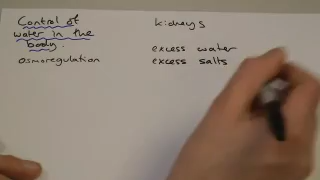 Control of
water in the
body.
osmoregulation
kidneys
excess water
excess salts